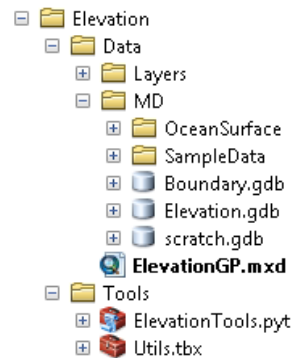 Elevation
Data
Layers
MD
OceanSurface
SampleData
Boundary.gdb
Elevation.gdb
scratch.gdb
ElevationGP.mxd
Tools
ElevationTools.pyt
Utils.tbx